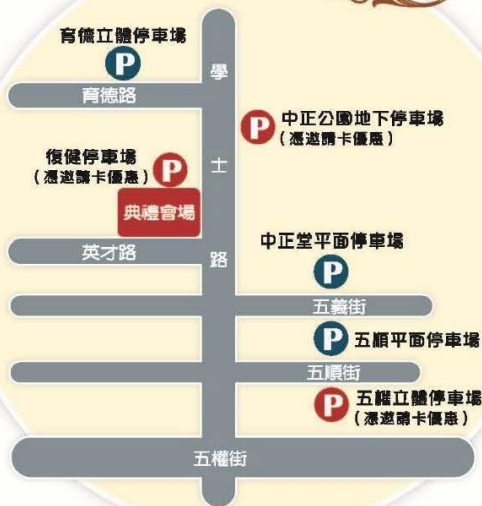 育德立體停車場
P
育德路
學士路
P
中正公園地下停車場
(憑邀請卡優惠)
復健停車場
(憑邀請卡優惠)
P
典禮會場
英才路
中正堂平面停車場
P
五義街
P
五順平面停車場
五順街
P
五權立體停車場
(憑邀請卡優惠)
五權街